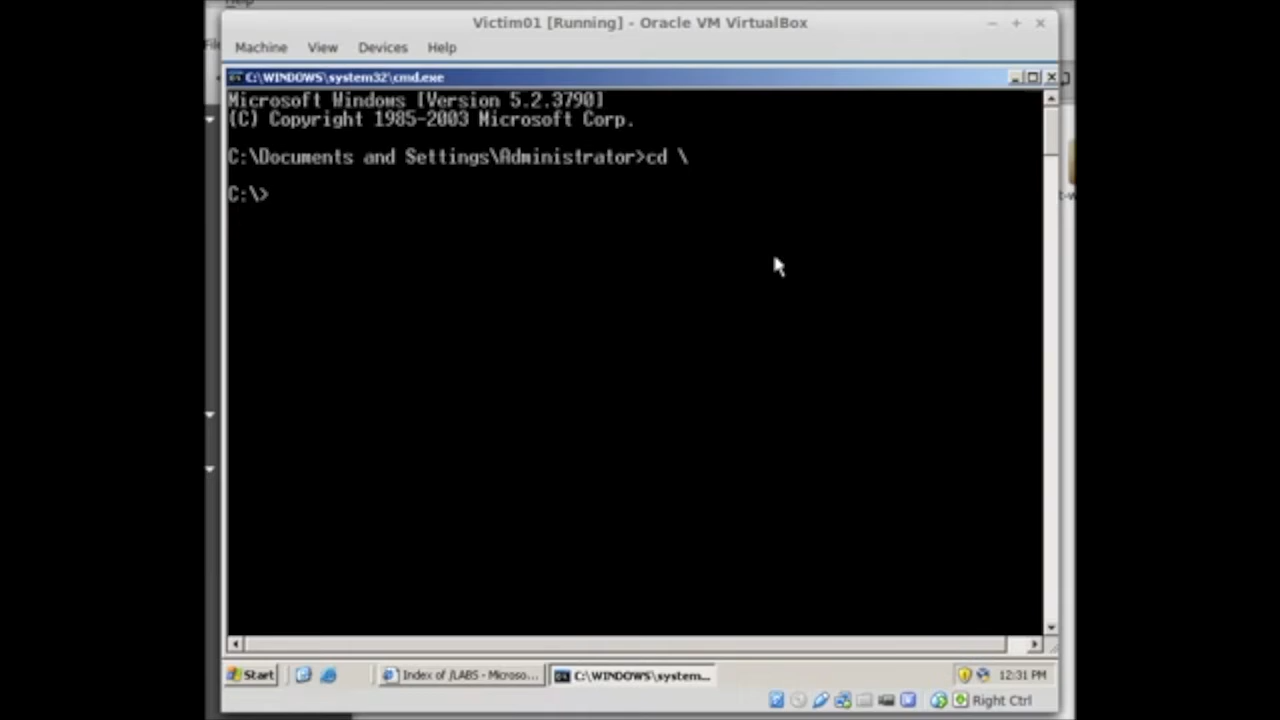 Help
Victim01 [Running] - Oracle VM VirtualBox
Machine View Devices Help
C:\WINDOWS\system32\cmd.exe
Microsoft Windows [Version 5.2.3790]
(C) Copyright 1985-2003 Microsoft Corp.
C:\Documents and Settings\Administrator>cd \
C:\>
Start
Index of /LABS - Microso...
C:\WINDOWS\system...
12:31 PM
Right Ctrl